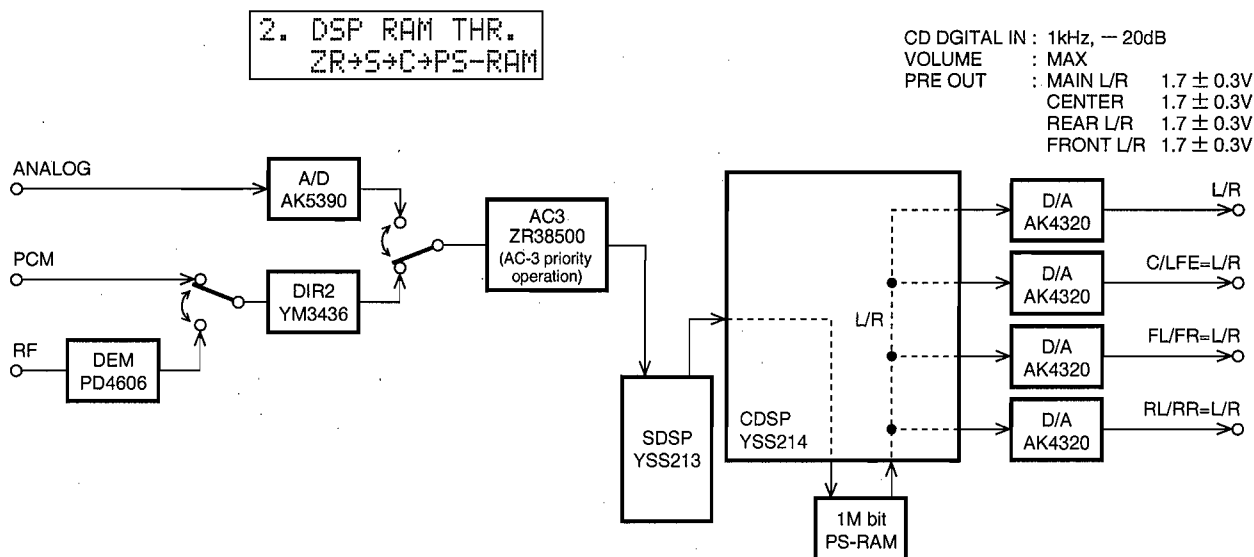 2. DSP RAM THR.
ZR→S→C→PS-RAM
CD DGITAL IN : 1kHz, − 20dB
VOLUME : MAX
PRE OUT : MAIN L/R 1.7 ± 0.3V
CENTER 1.7 ± 0.3V
REAR L/R 1.7 ± 0.3V
FRONT L/R 1.7 ± 0.3V
ANALOG
A/D
AK5390
PCM
DIR2
YM3436
RF
DEM
PD4606
AC3
ZR38500
(AC-3 priority
operation)
SDSP
YSS213
L/R
CDSP
YSS214
1M bit
PS-RAM
D/A
AK4320
L/R
D/A
AK4320
C/LFE=L/R
D/A
AK4320
FL/FR=L/R
D/A
AK4320
RL/RR=L/R